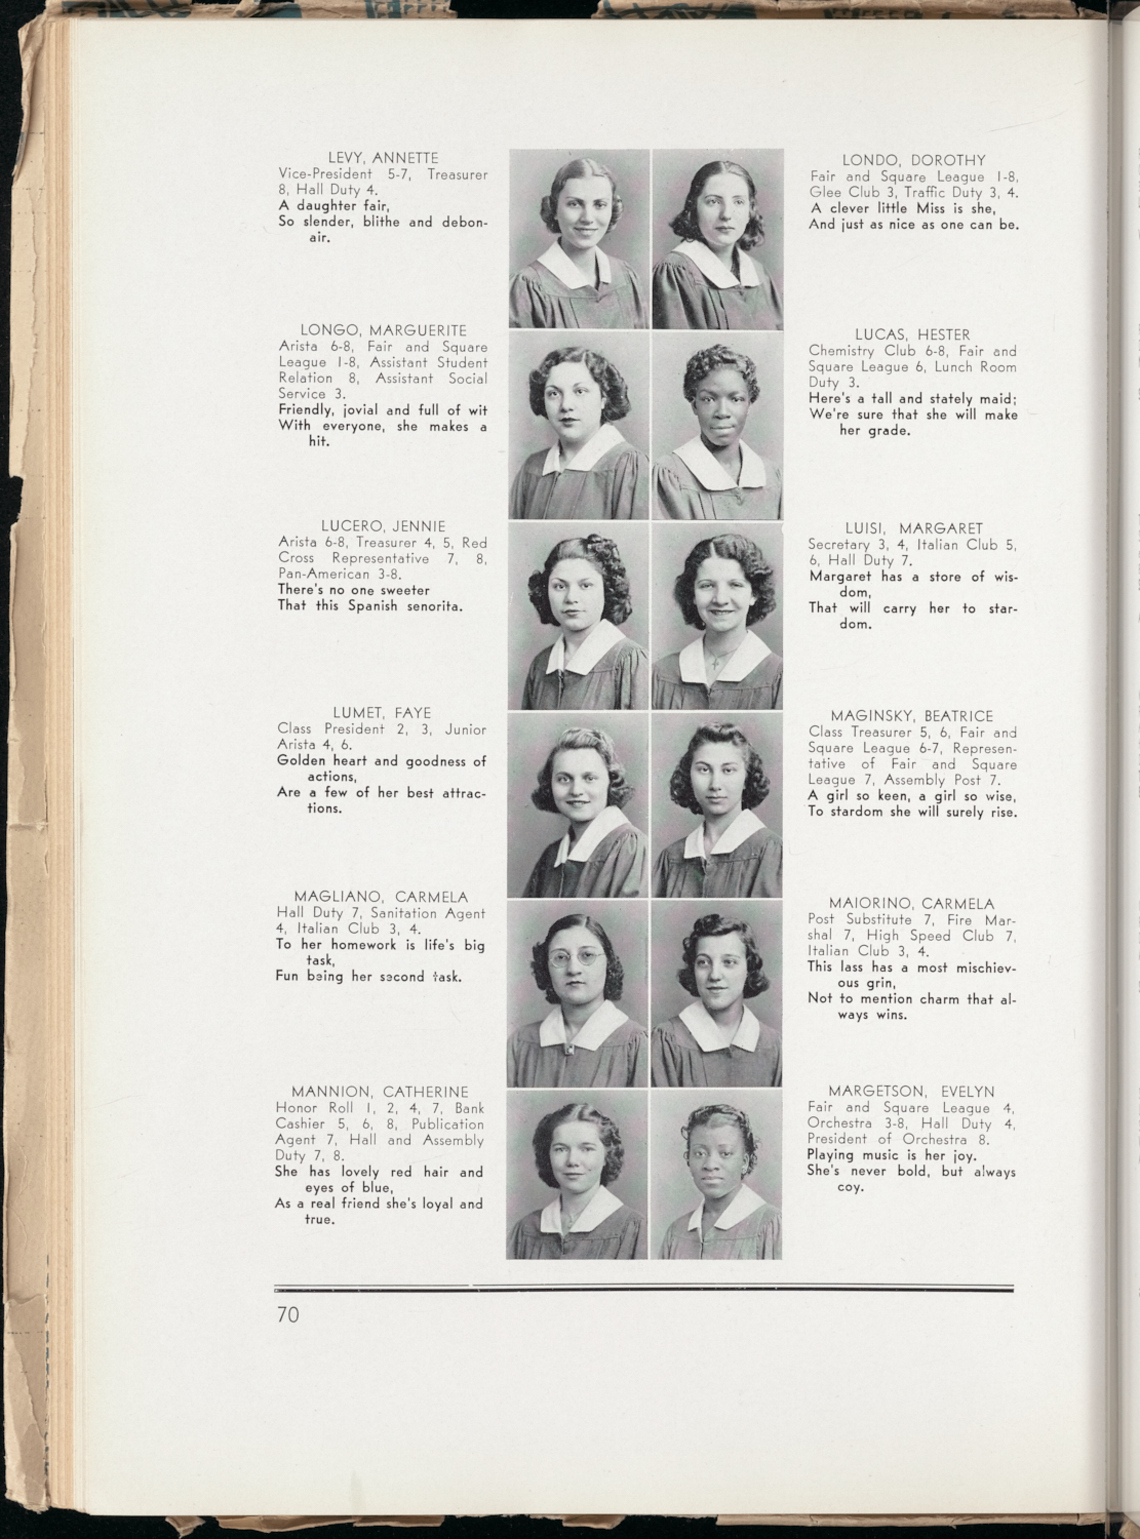 LEVY, ANNETTE
Vice-President 5-7, Treasurer
8, Hall Duty 4.
A daughter fair,
So slender, blithe and debon-
air.
LONDO, DOROTHY
Fair and Square League 1-8,
Glee Club 3, Traffic Duty 3, 4.
A clever little Miss is she,
And just as nice as one can be.
LONGO, MARGUERITE
Arista 6-8, Fair and Square
League 1-8, Assistant Student
Relation 8, Assistant Social
Service 3.
Friendly, jovial and full of wit
With everyone, she makes a
hit.
LUCAS, HESTER
Chemistry Club 6-8, Fair and
Square League 6, Lunch Room
Duty 3.
Here's a tall and stately maid;
We're sure that she will make
her grade.
LUCERO, JENNIE
Arista 6-8, Treasurer 4, 5, Red
Cross Representative 7, 8,
Pan-American 3-8.
There's no one sweeter
That this Spanish senorita.
LUISI, MARGARET
Secretary 3, 4, Italian Club 5,
6, Hall Duty 7.
Margaret has a store of wis-
dom,
That will carry her to star-
dom.
LUMET, FAYE
Class President 2, 3, Junior
Arista 4, 6.
Golden heart and goodness of
actions,
Are a few of her best attrac-
tions.
MAGINSKY, BEATRICE
Class Treasurer 5, 6, Fair and
Square League 6-7, Represen-
tative of Fair and Square
League 7, Assembly Post 7.
A girl so keen, a girl so wise,
To stardom she will surely rise.
MAGLIANO, CARMELA
Hall Duty 7, Sanitation Agent
4, Italian Club 3, 4.
To her homework is life's big
task,
Fun being her second task.
MAIORINO, CARMELA
Post Substitute 7, Fire Mar-
shal 7, High Speed Club 7,
Italian Club 3, 4.
This lass has a most mischiev-
ous grin,
Not to mention charm that al-
ways wins.
MANNION, CATHERINE
Honor Roll 1, 2, 4, 7, Bank
Cashier 5, 6, 8, Publication
Agent 7, Hall and Assembly
Duty 7, 8.
She has lovely red hair and
eyes of blue,
As a real friend she's loyal and
true.
MARGETSON, EVELYN
Fair and Square League 4,
Orchestra 3-8, Hall Duty 4,
President of Orchestra 8.
Playing music is her joy.
She's never bold, but always
coy.
70